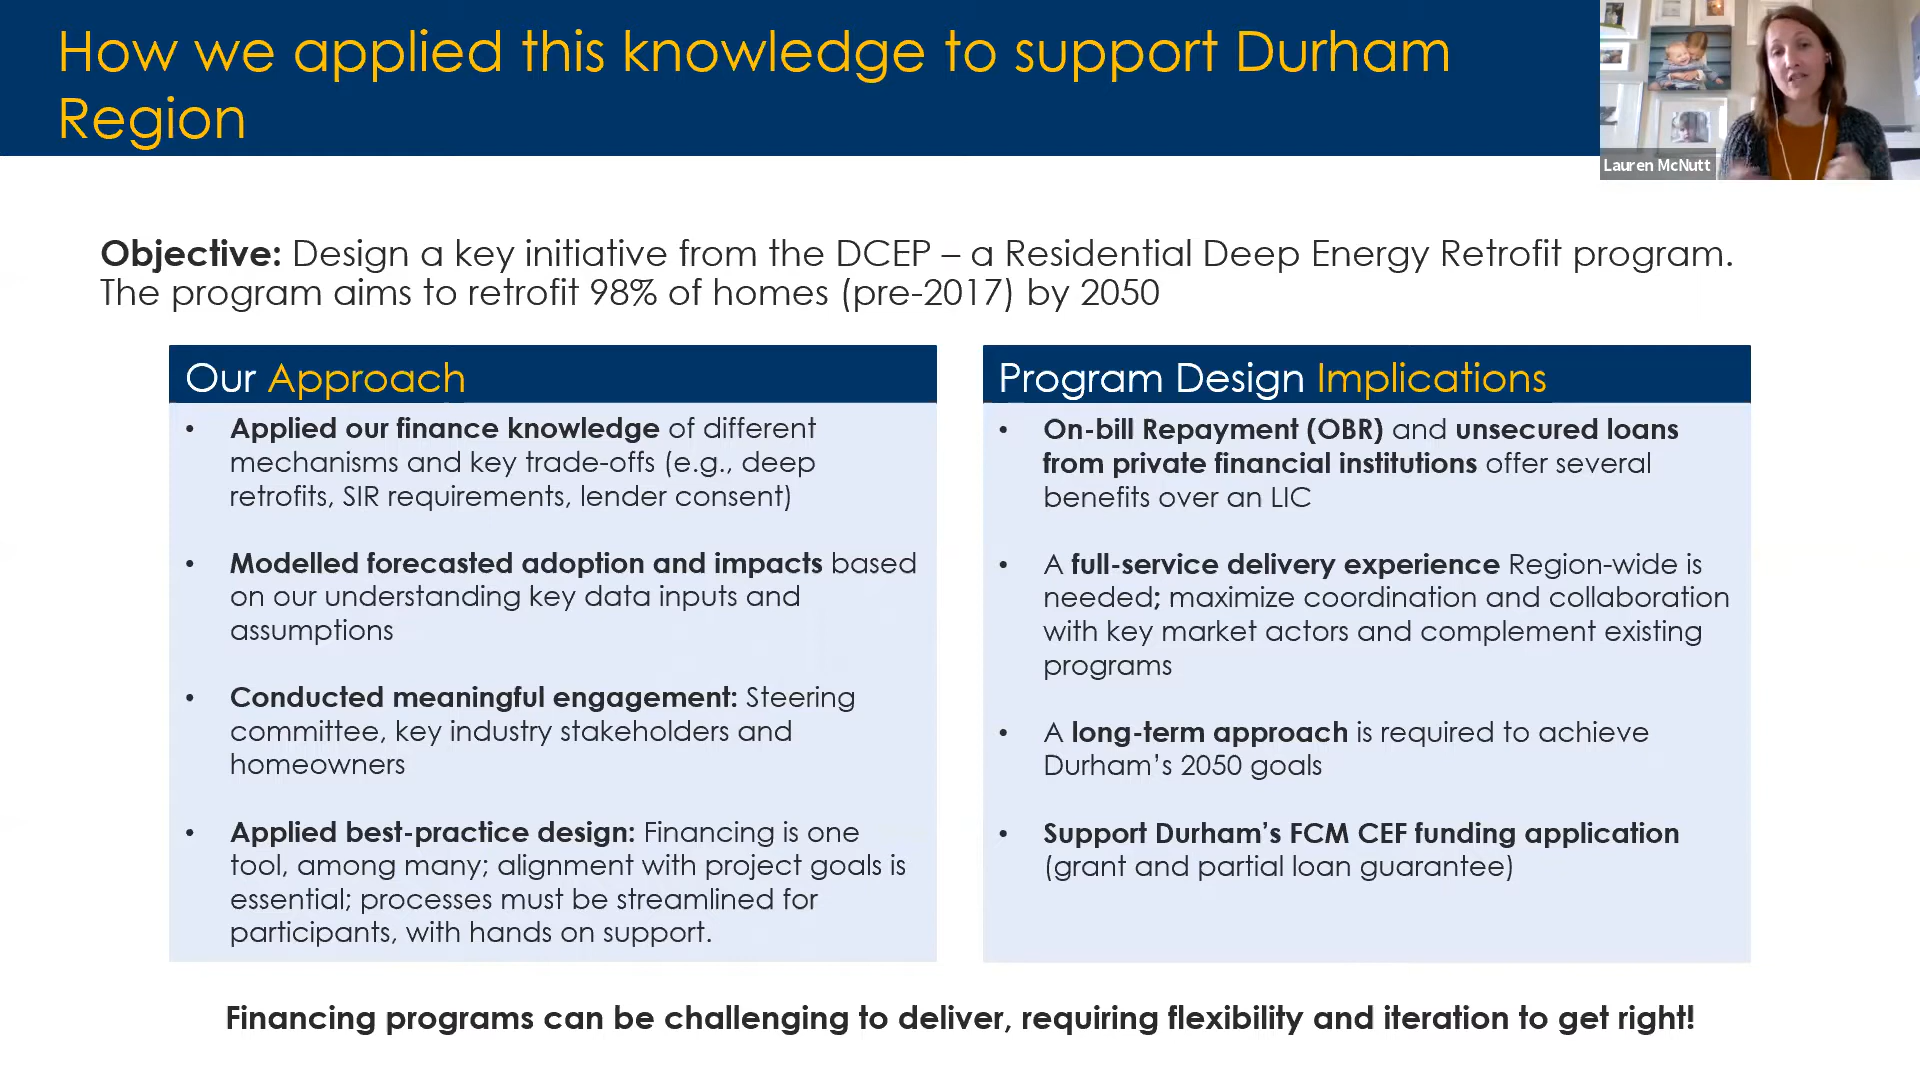 How we applied this knowledge to support Durham
Region
Lauren McNutt
Objective: Design a key initiative from the DCEP – a Residential Deep Energy Retrofit program.
The program aims to retrofit 98% of homes (pre-2017) by 2050
Our Approach
• Applied our finance knowledge of different
mechanisms and key trade-offs (e.g., deep
retrofits, SIR requirements, lender consent)
• Modelled forecasted adoption and impacts based
on our understanding key data inputs and
assumptions
• Conducted meaningful engagement: Steering
committee, key industry stakeholders and
homeowners
• Applied best-practice design: Financing is one
tool, among many; alignment with project goals is
essential; processes must be streamlined for
participants, with hands on support.
Program Design Implications
• On-bill Repayment (OBR) and unsecured loans
from private financial institutions offer several
benefits over an LIC
• A full-service delivery experience Region-wide is
needed; maximize coordination and collaboration
with key market actors and complement existing
programs
• A long-term approach is required to achieve
Durham’s 2050 goals
• Support Durham’s FCM CEF funding application
(grant and partial loan guarantee)
Financing programs can be challenging to deliver, requiring flexibility and iteration to get right!